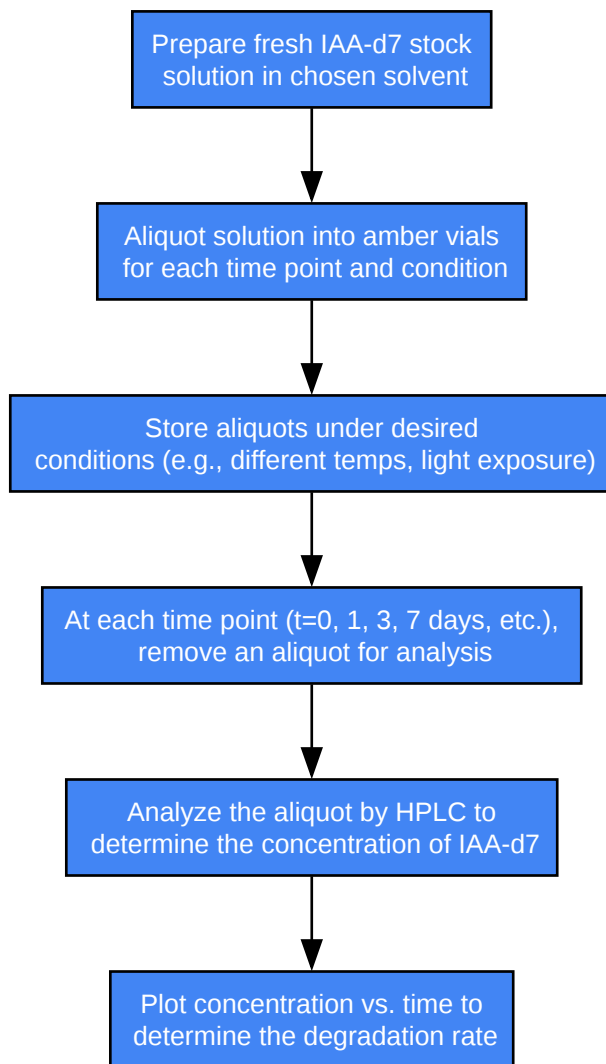 Prepare fresh IAA-d7 stock
solution in chosen solvent
Aliquot solution into amber vials
for each time point and condition
Store aliquots under desired
conditions (e.g., different temps, light exposure)
At each time point (t=0, 1, 3, 7 days, etc.),
remove an aliquot for analysis
Analyze the aliquot by HPLC to
determine the concentration of IAA-d7
Plot concentration vs. time to
determine the degradation rate